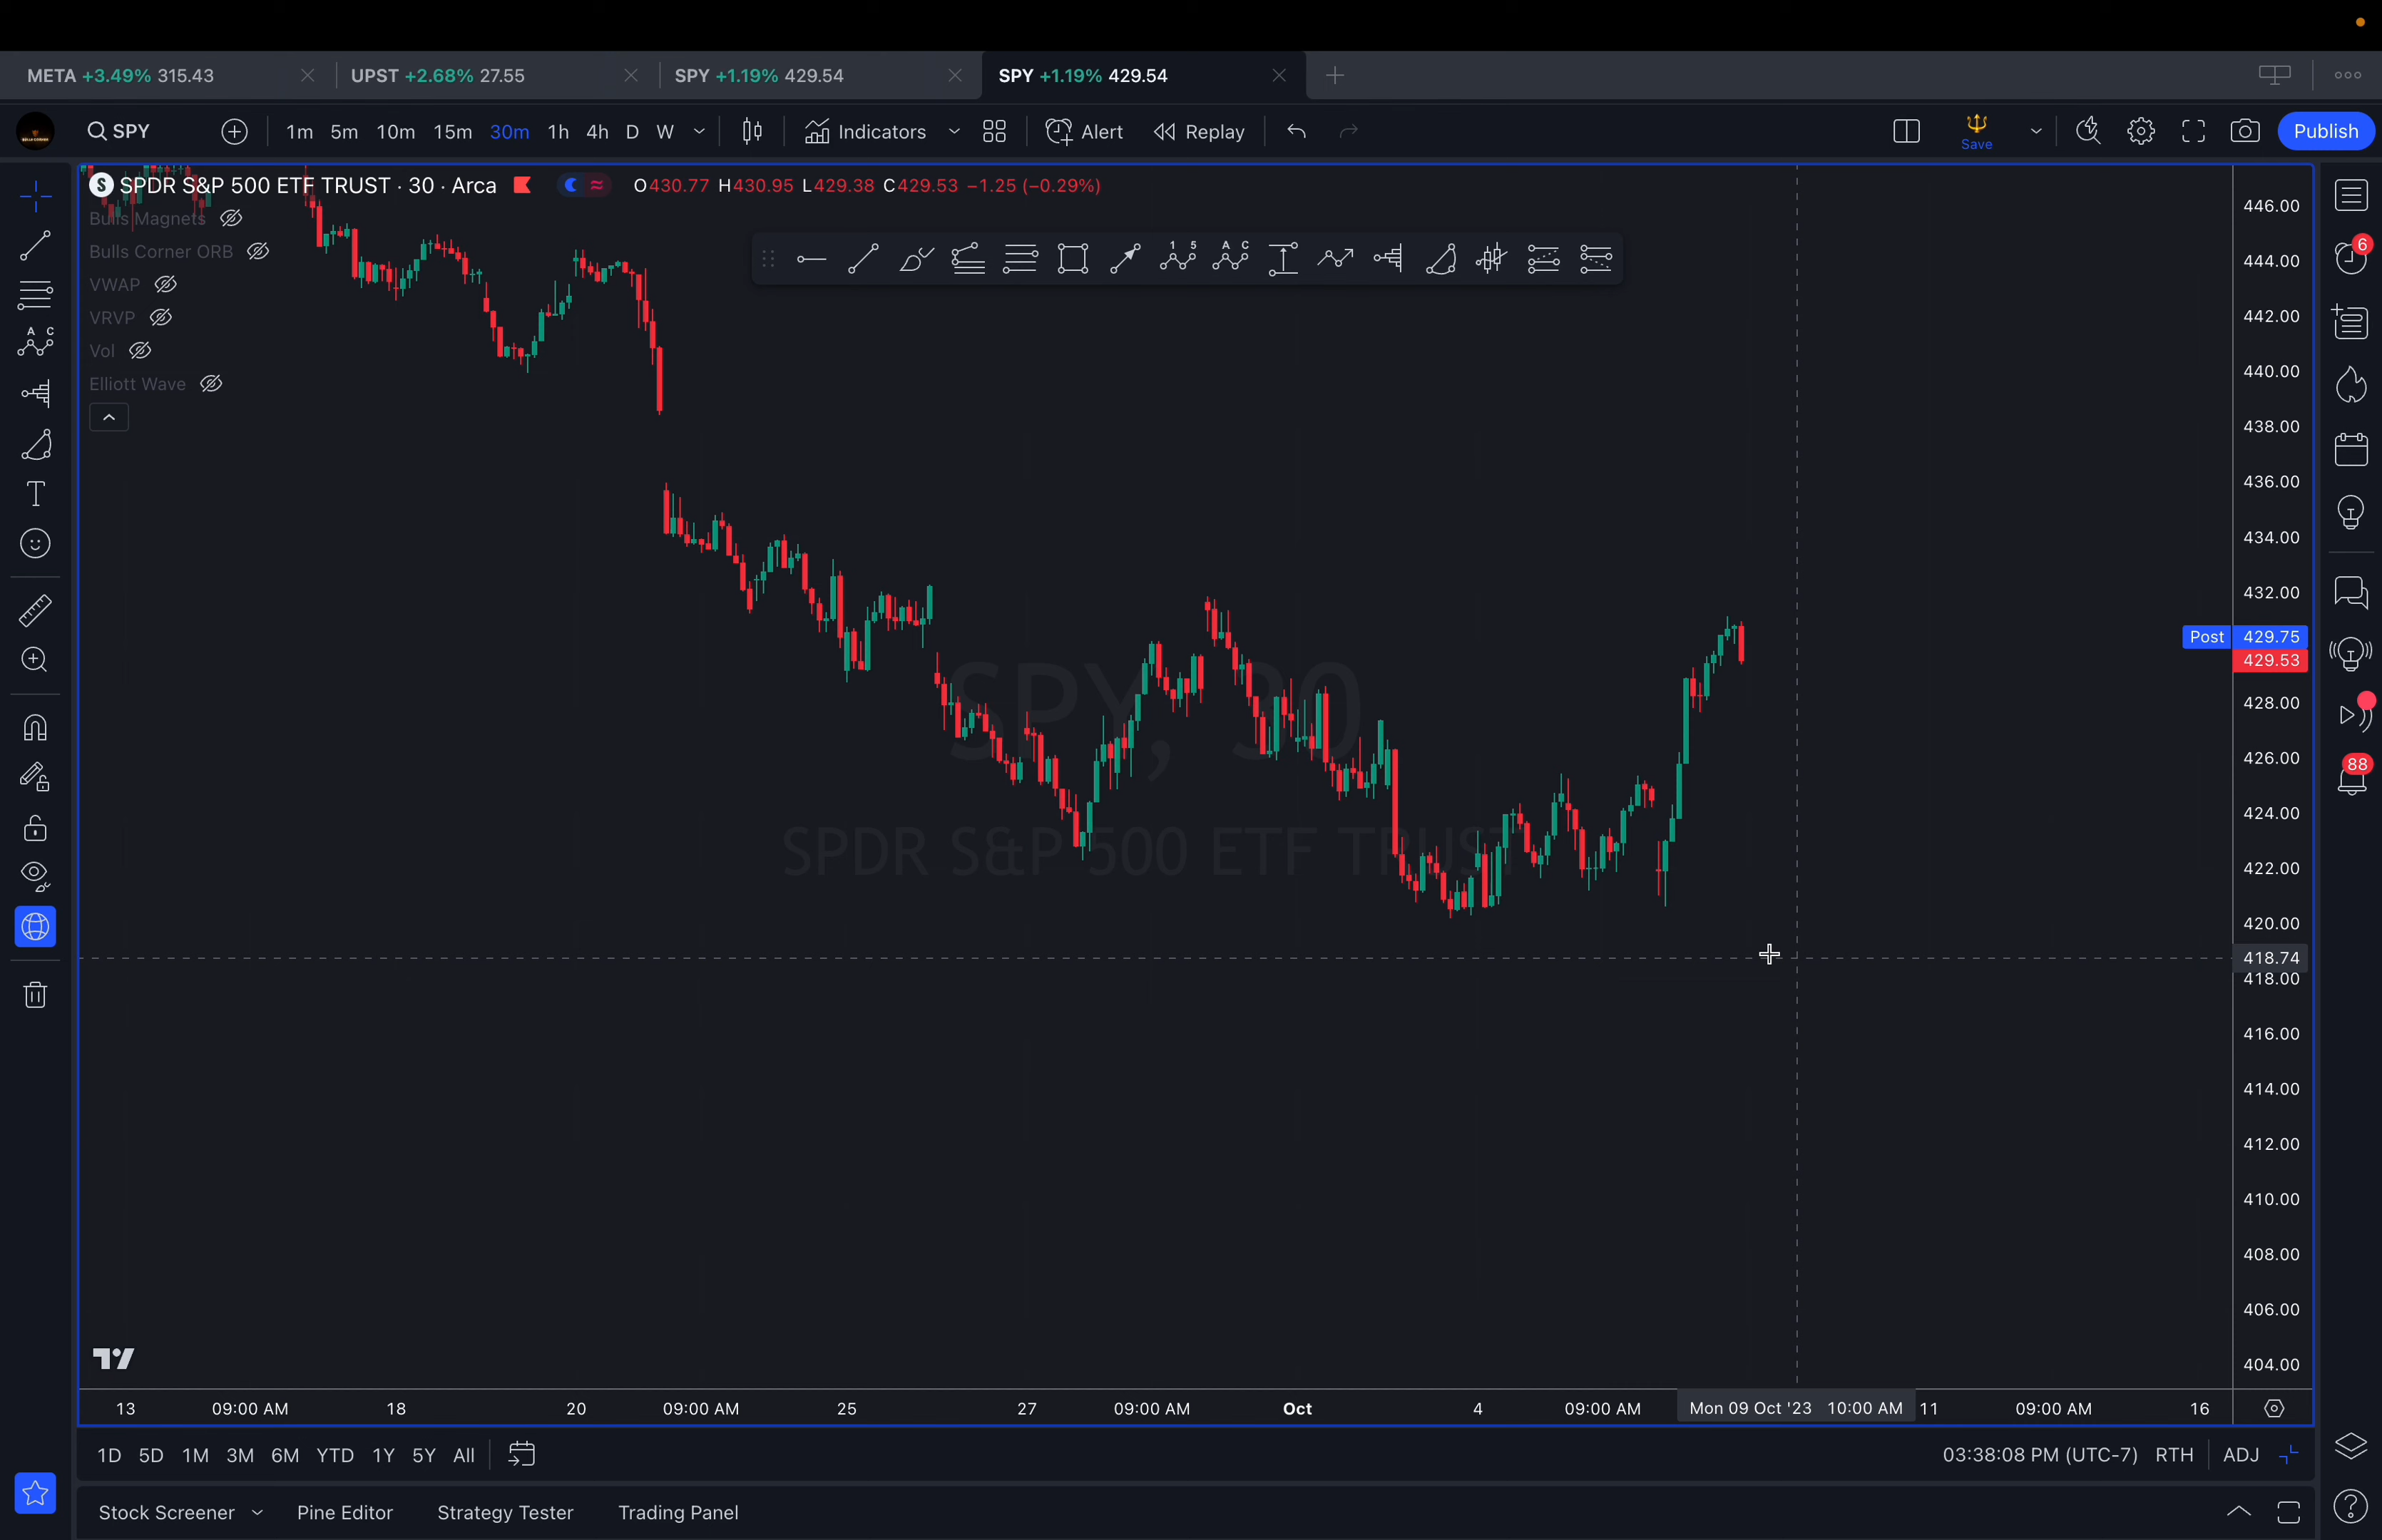 META +3.49% 315.43
UPST +2.68% 27.55
SPY +1.19% 429.54
SPY +1.19% 429.54
SPY
1m 5m 10m 15m 30m 1h 4h D W
Indicators
Alert
Replay
Save
Publish
S SPDR S&P 500 ETF TRUST · 30 · Arca
O430.77 H430.95 L429.38 C429.53 −1.25 (−0.29%)
Bulls Magnets
Bulls Corner ORB
VWAP
VRVP
Vol
Elliott Wave
1 5
A C
A C
T
SPY, 30
SPDR S&P 500 ETF TRUST
446.00
444.00
442.00
440.00
438.00
436.00
434.00
432.00
Post 429.75
429.53
428.00
426.00
424.00
422.00
420.00
418.74
418.00
416.00
414.00
412.00
410.00
408.00
406.00
404.00
6
88
13 09:00 AM 18 20 09:00 AM 25 27 09:00 AM Oct 4 09:00 AM Mon 09 Oct '23 10:00 AM 11 09:00 AM 16
1D 5D 1M 3M 6M YTD 1Y 5Y All
03:38:08 PM (UTC-7) RTH ADJ
Stock Screener Pine Editor Strategy Tester Trading Panel